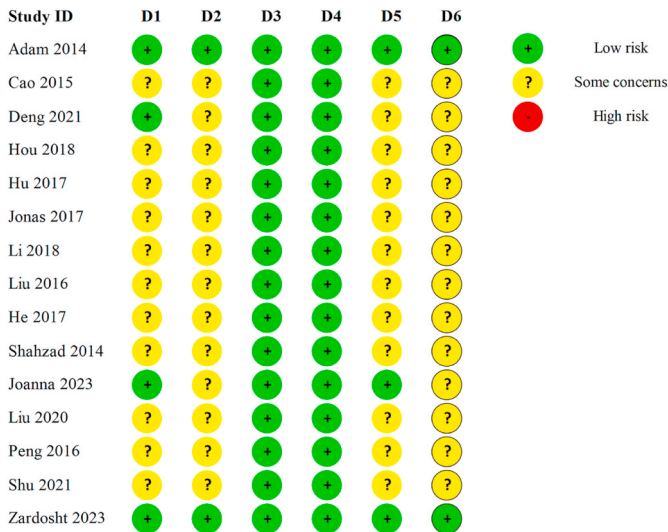 Study ID D1 D2 D3 D4 D5 D6
Adam 2014 + + + + + + + Low risk
Cao 2015 ? ? + + ? ? ? Some concerns
Deng 2021 + ? + + ? ? - High risk
Hou 2018 ? ? + + ? ?
Hu 2017 ? ? + + ? ?
Jonas 2017 ? ? + + ? ?
Li 2018 ? ? + + ? ?
Liu 2016 ? ? + + ? ?
He 2017 ? ? + + ? ?
Shahzad 2014 ? ? + + ? ?
Joanna 2023 + ? + + + ?
Liu 2020 ? ? + + ? ?
Peng 2016 ? ? + + ? ?
Shu 2021 ? ? + + ? ?
Zardosht 2023 + + + + + +